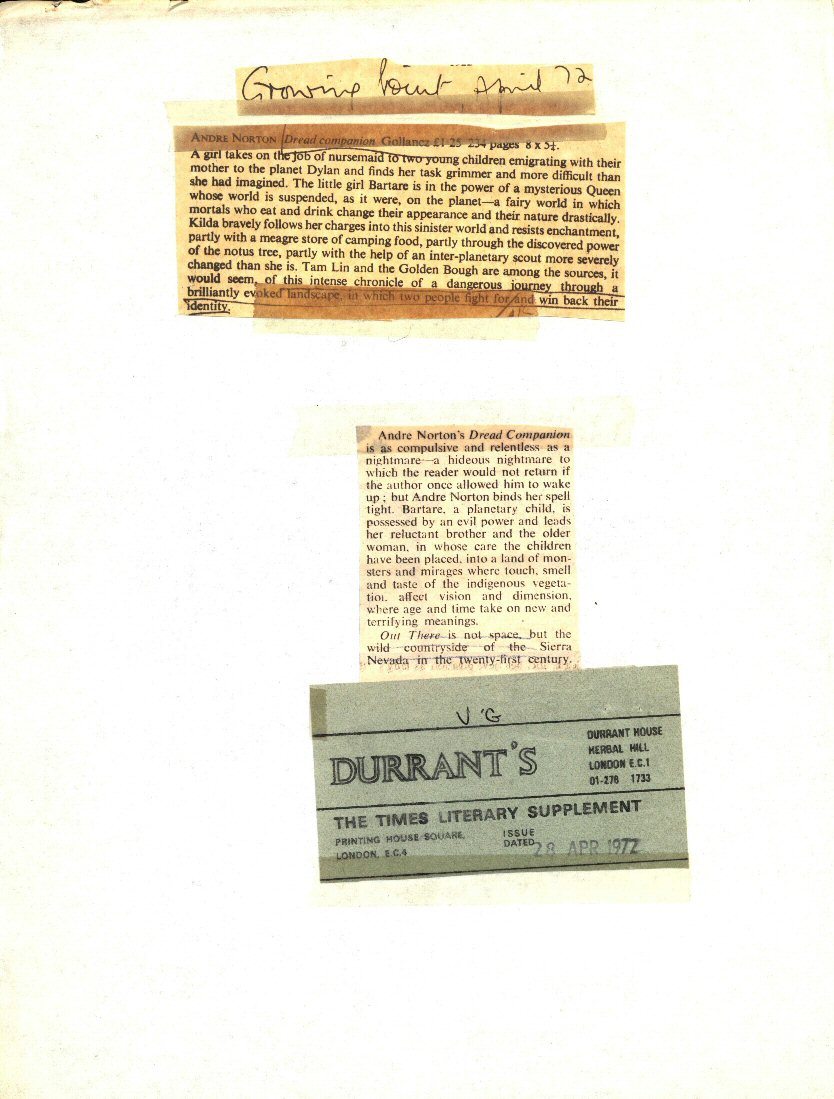 Growing Point April 72
ANDRE NORTON Dread companion Gollancz £1·25 234 pages 8 x 5¼.
A girl takes on the job of nursemaid to two young children emigrating with their
mother to the planet Dylan and finds her task grimmer and more difficult than
she had imagined. The little girl Bartare is in the power of a mysterious Queen
whose world is suspended, as it were, on the planet—a fairy world in which
mortals who eat and drink change their appearance and their nature drastically.
Kilda bravely follows her charges into this sinister world and resists enchantment,
partly with a meagre store of camping food, partly through the discovered power
of the notus tree, partly with the help of an inter-planetary scout more severely
changed than she is. Tam Lin and the Golden Bough are among the sources, it
would seem, of this intense chronicle of a dangerous journey through a
brilliantly evoked landscape, in which two people fight for and win back their
identity.
Andre Norton's Dread Companion
is as compulsive and relentless as a
nightmare—a hideous nightmare to
which the reader would not return if
the author once allowed him to wake
up; but Andre Norton binds her spell
tight. Bartare, a planetary child, is
possessed by an evil power and leads
her reluctant brother and the older
woman, in whose care the children
have been placed, into a land of mon-
sters and mirages where touch, smell
and taste of the indigenous vegeta-
tion affect vision and dimension,
where age and time take on new and
terrifying meanings.
Out There is not space, but the
wild countryside of the Sierra
Nevada in the twenty-first century.
V G
DURRANT'S
DURRANT HOUSE
HERBAL HILL
LONDON E.C.1
01-278 1733
THE TIMES LITERARY SUPPLEMENT
PRINTING HOUSE SQUARE,
LONDON, E.C.4
ISSUE
DATED 28 APR 1972